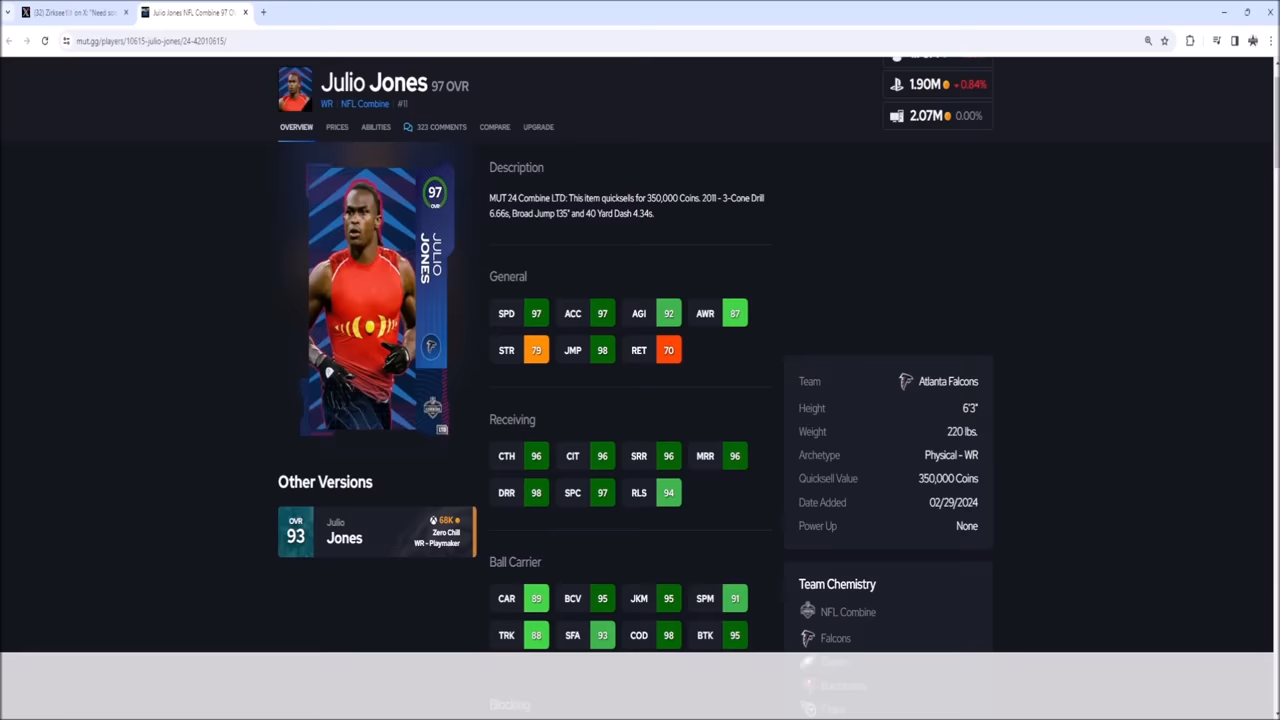 (32) Zirksee on X: "Need son
Julio Jones NFL Combine 97 O
mut.gg/players/10615-julio-jones/24-42010615/
Julio Jones 97 OVR
WR NFL Combine #11
1.90M 0.84%
2.07M 0.00%
OVERVIEW PRICES ABILITIES 323 COMMENTS COMPARE UPGRADE
97
OVR
JULIO
JONES
LTD
Description
MUT 24 Combine LTD: This item quicksells for 350,000 Coins. 2011 - 3-Cone Drill
6.66s, Broad Jump 135" and 40 Yard Dash 4.34s.
General
SPD 97 ACC 97 AGI 92 AWR 87
STR 79 JMP 98 RET 70
Receiving
CTH 96 CIT 96 SRR 96 MRR 96
DRR 98 SPC 97 RLS 94
Ball Carrier
CAR 89 BCV 95 JKM 95 SPM 91
TRK 88 SFA 93 COD 98 BTK 95
Blocking
Other Versions
OVR
93
Julio
Jones
68K
Zero Chill
WR - Playmaker
Team Atlanta Falcons
Height 6'3"
Weight 220 lbs.
Archetype Physical - WR
Quicksell Value 350,000 Coins
Date Added 02/29/2024
Power Up None
Team Chemistry
NFL Combine
Falcons
Eagles
Buccaneers
Titans